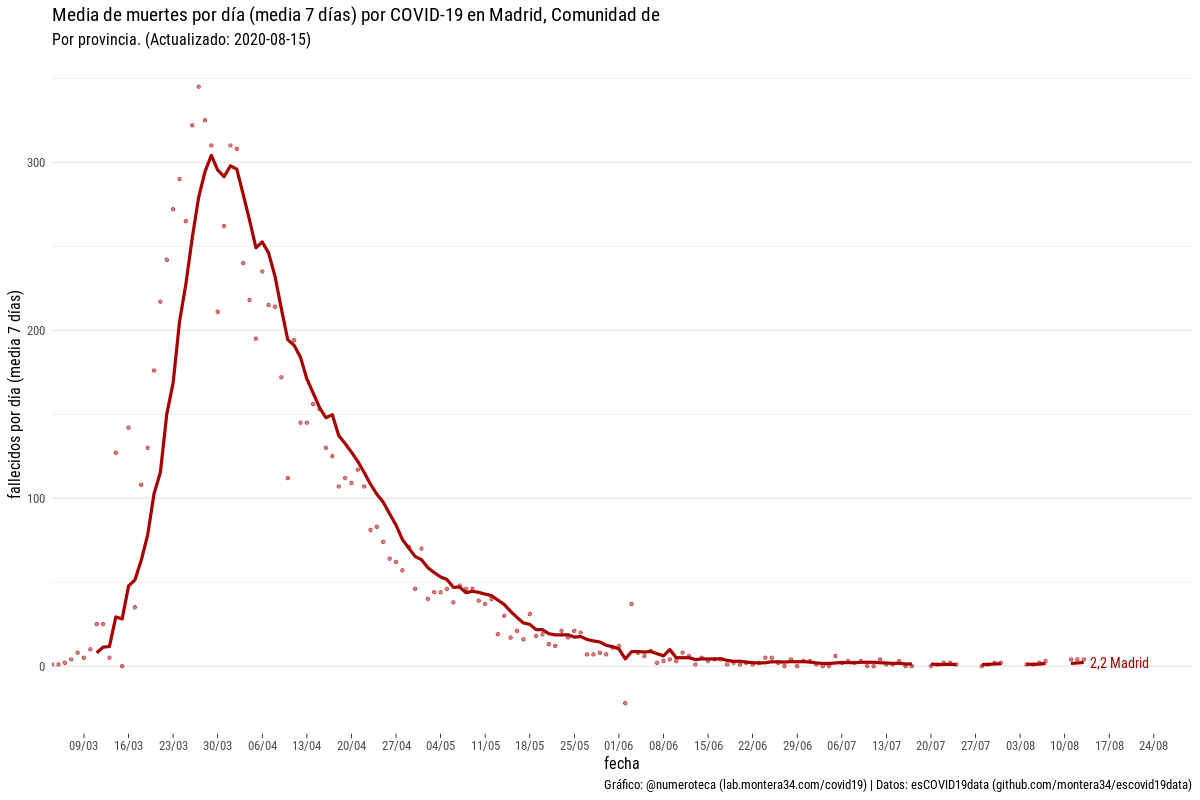 Media de muertes por día (media 7 días) por COVID-19 en Madrid, Comunidad de
Por provincia. (Actualizado: 2020-08-15)
fallecidos por día (media 7 días)
300
200
100
0
2,2 Madrid
09/03 16/03 23/03 30/03 06/04 13/04 20/04 27/04 04/05 11/05 18/05 25/05 01/06 08/06 15/06 22/06 29/06 06/07 13/07 20/07 27/07 03/08 10/08 17/08 24/08
fecha
Gráfico: @numeroteca (lab.montera34.com/covid19) | Datos: esCOVID19data (github.com/montera34/escovid19data)